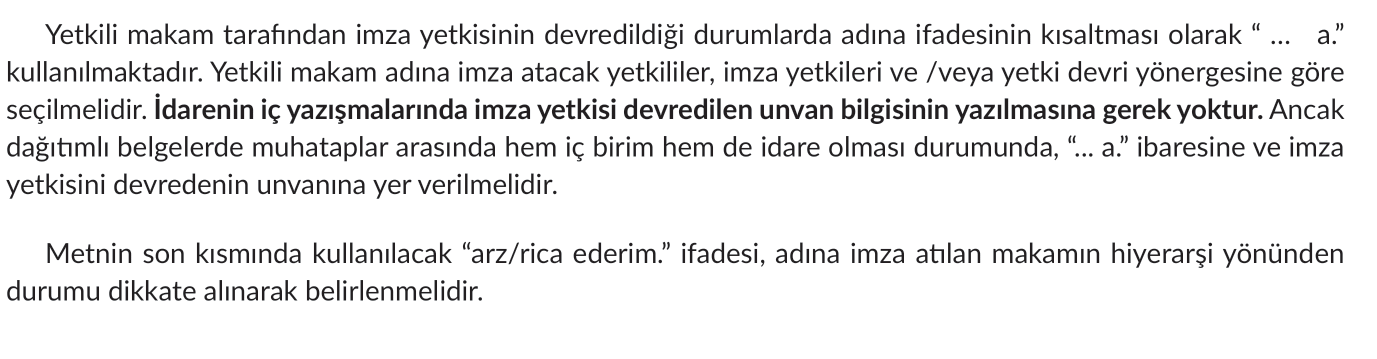 Yetkili makam tarafından imza yetkisinin devredildiği durumlarda adına ifadesinin kısaltması olarak “ ... a.”
kullanılmaktadır. Yetkili makam adına imza atacak yetkililer, imza yetkileri ve /veya yetki devri yönergesine göre
seçilmelidir. İdarenin iç yazışmalarında imza yetkisi devredilen unvan bilgisinin yazılmasına gerek yoktur. Ancak
dağıtımlı belgelerde muhataplar arasında hem iç birim hem de idare olması durumunda, “... a.” ibaresine ve imza
yetkisini devredenin unvanına yer verilmelidir.
Metnin son kısmında kullanılacak “arz/rica ederim.” ifadesi, adına imza atılan makamın hiyerarşi yönünden
durumu dikkate alınarak belirlenmelidir.